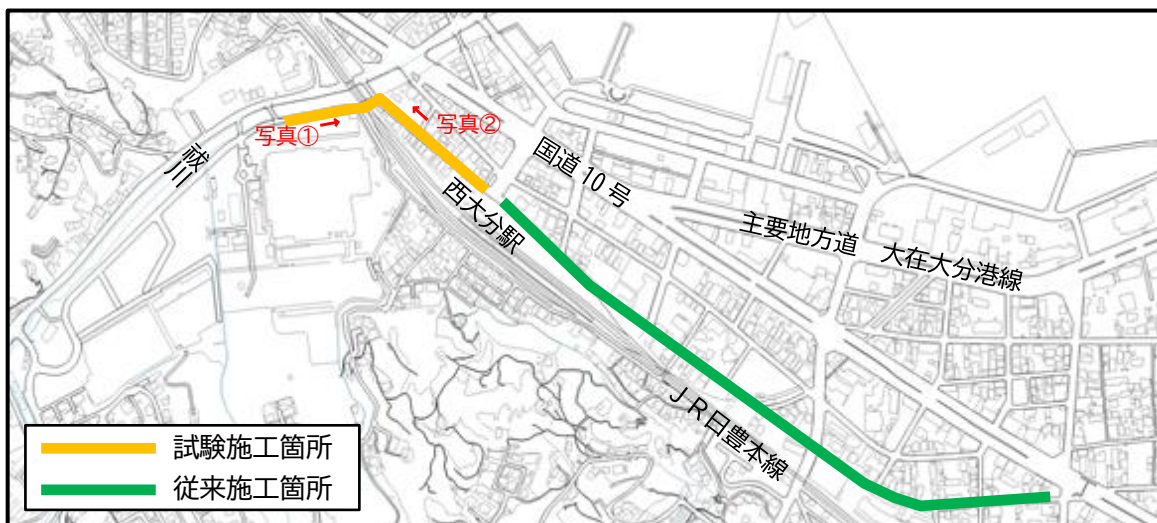 写真①
写真②
祓川
国道10号
西大分駅
主要地方道 大在大分港線
JR日豊本線
試験施工箇所
従来施工箇所